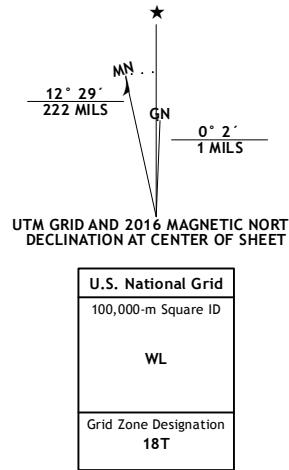 ★
MN
12° 29´
222 MILS
GN
0° 2´
1 MILS
UTM GRID AND 2016 MAGNETIC NORT
DECLINATION AT CENTER OF SHEET
U.S. National Grid
100,000-m Square ID
WL
Grid Zone Designation
18T